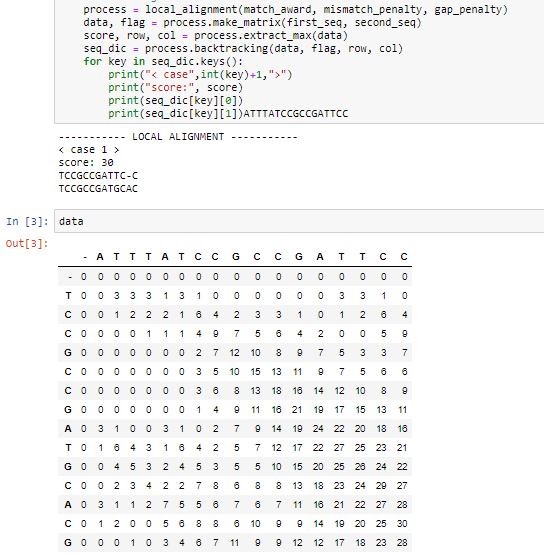 process = local_alignment(match_award, mismatch_penalty, gap_penalty)
data, flag = process.make_matrix(first_seq, second_seq)
score, row, col = process.extract_max(data)
seq_dic = process.backtracking(data, flag, row, col)
for key in seq_dic.keys():
print("< case",int(key)+1,">")
print("score:", score)
print(seq_dic[key][0])
print(seq_dic[key][1])ATTTATCCGCCGATTCC
----------- LOCAL ALIGNMENT -----------
< case 1 >
score: 30
TCCGCCGATTC-C
TCCGCCGATGCAC
In [3]: data
Out[3]:
- A T T T A T C C G C C G A T T C C
- 0 0 0 0 0 0 0 0 0 0 0 0 0 0 0 0 0 0
T 0 0 3 3 3 1 3 1 0 0 0 0 0 0 3 3 1 0
C 0 0 1 2 2 2 1 6 4 2 3 3 1 0 1 2 6 4
C 0 0 0 0 1 1 1 4 9 7 5 6 4 2 0 0 5 9
G 0 0 0 0 0 0 0 2 7 12 10 8 9 7 5 3 3 7
C 0 0 0 0 0 0 0 3 5 10 15 13 11 9 7 5 6 6
C 0 0 0 0 0 0 0 3 6 8 13 18 16 14 12 10 8 9
G 0 0 0 0 0 0 0 1 4 9 11 16 21 19 17 15 13 11
A 0 3 1 0 0 3 1 0 2 7 9 14 19 24 22 20 18 16
T 0 1 6 4 3 1 6 4 2 5 7 12 17 22 27 25 23 21
G 0 0 4 5 3 2 4 5 3 5 5 10 15 20 25 26 24 22
C 0 0 2 3 4 2 2 7 8 6 8 8 13 18 23 24 29 27
A 0 3 1 1 2 7 5 5 6 7 6 7 11 16 21 22 27 28
C 0 1 2 0 0 5 6 8 8 6 10 9 9 14 19 20 25 30
G 0 0 0 1 0 3 4 6 7 11 9 9 12 12 17 18 23 28